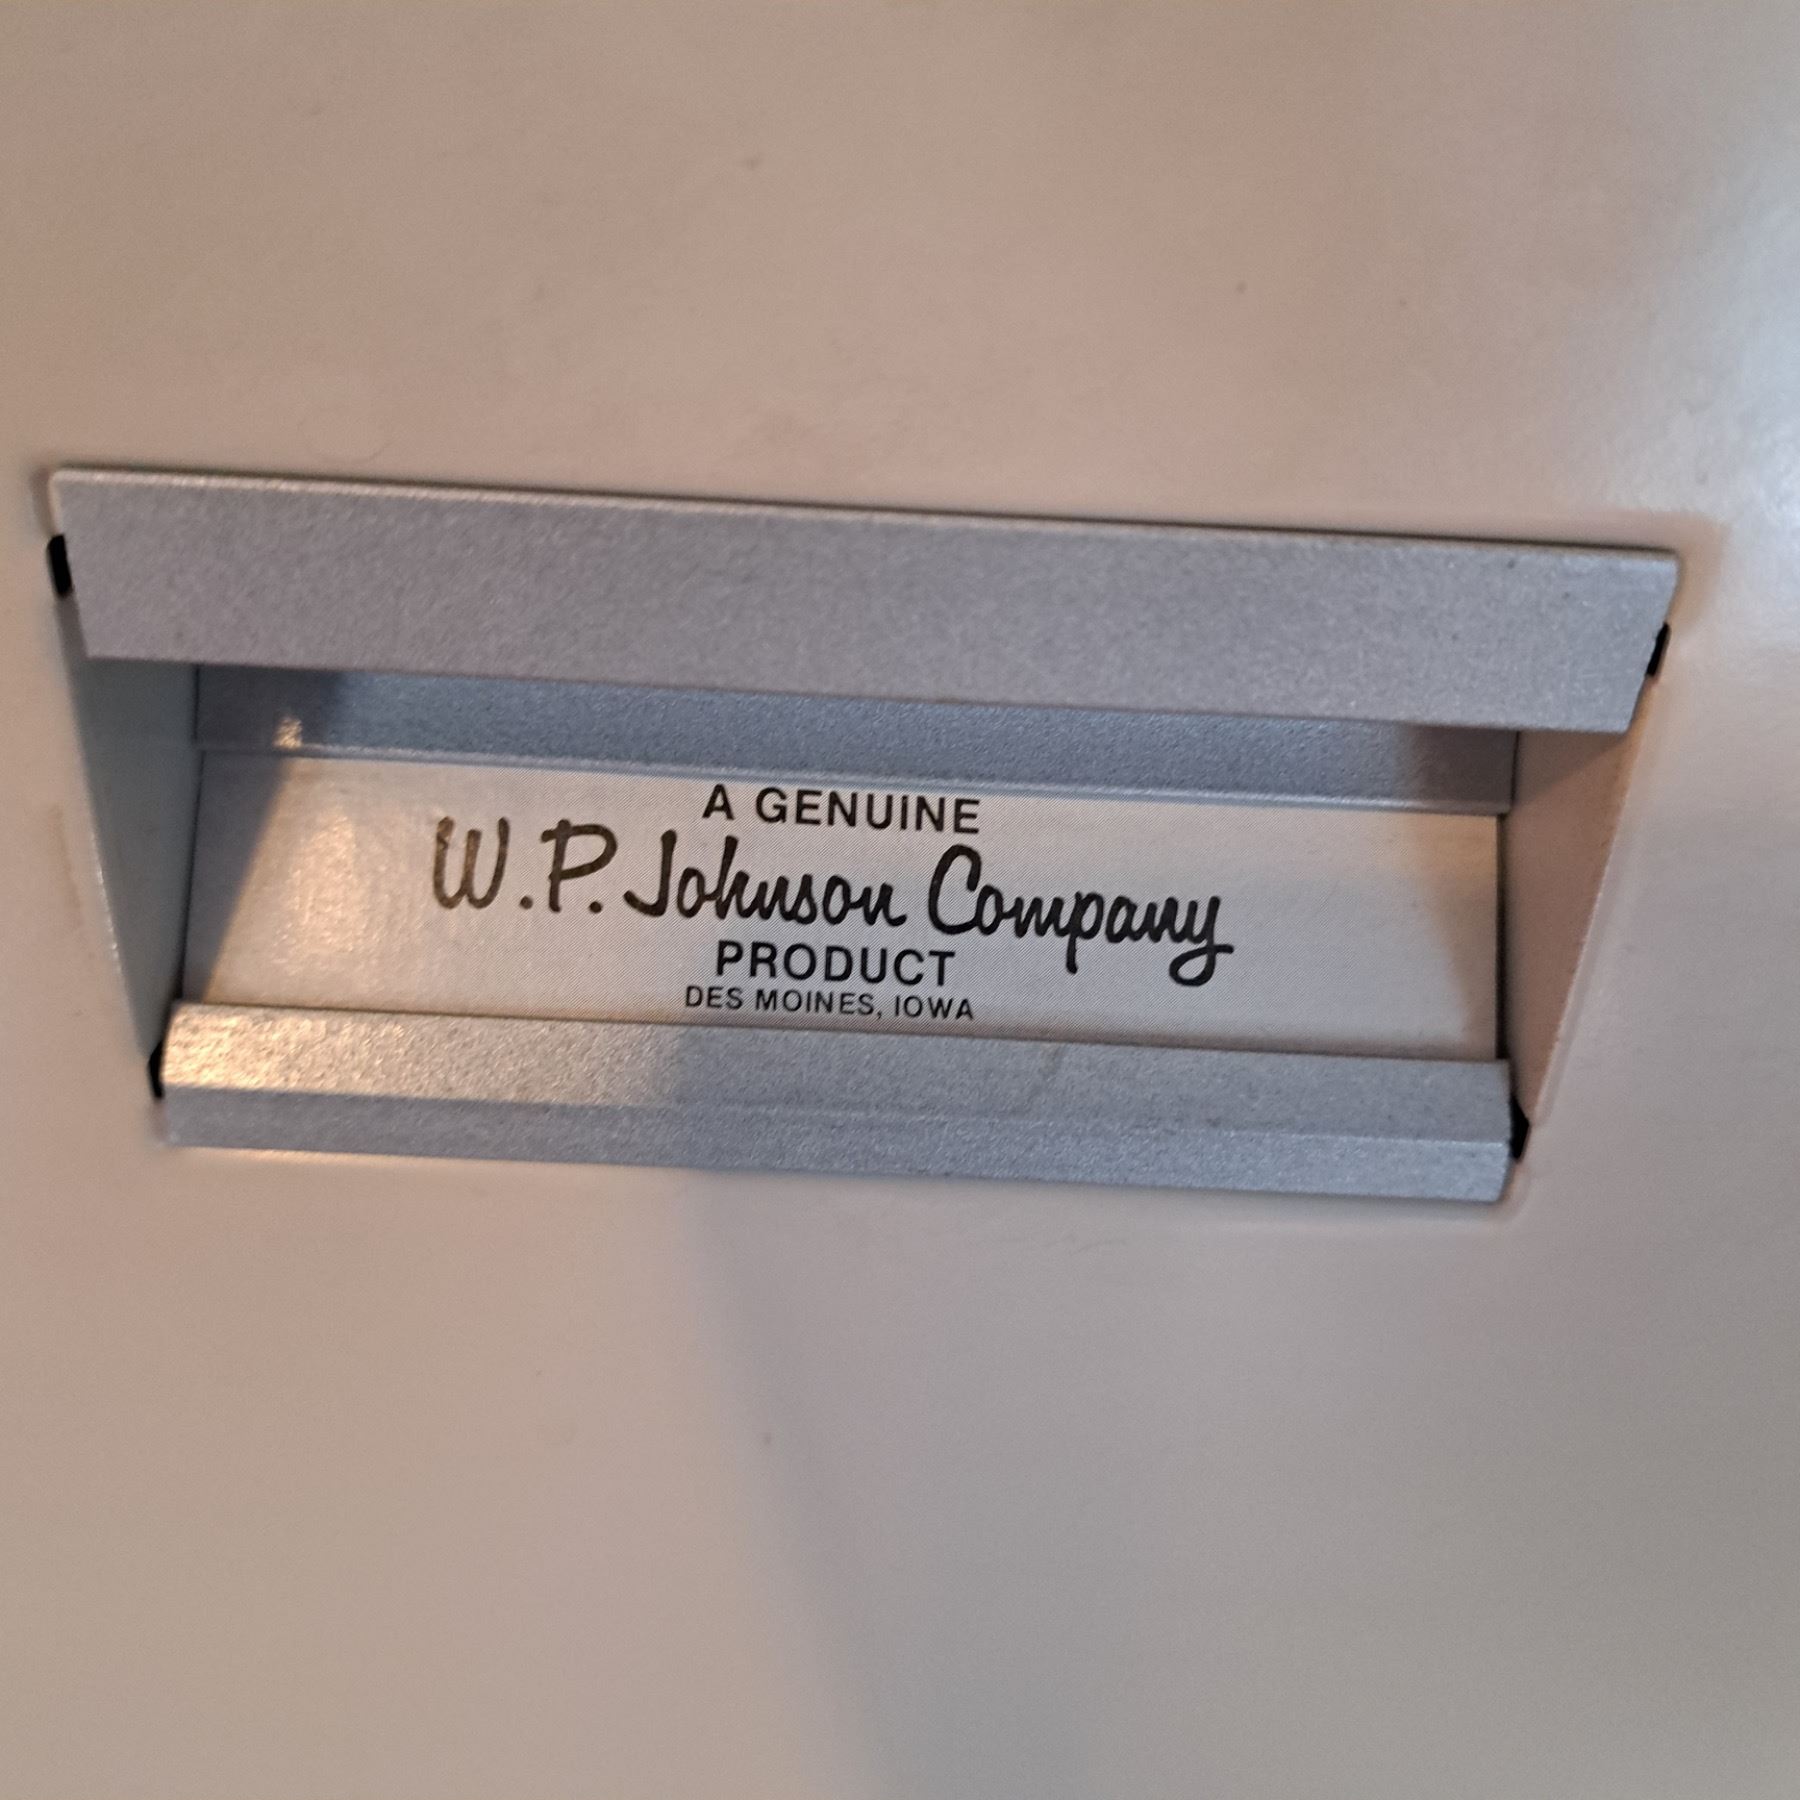 A GENUINE
W.P. Johnson Company
PRODUCT
DES MOINES, IOWA